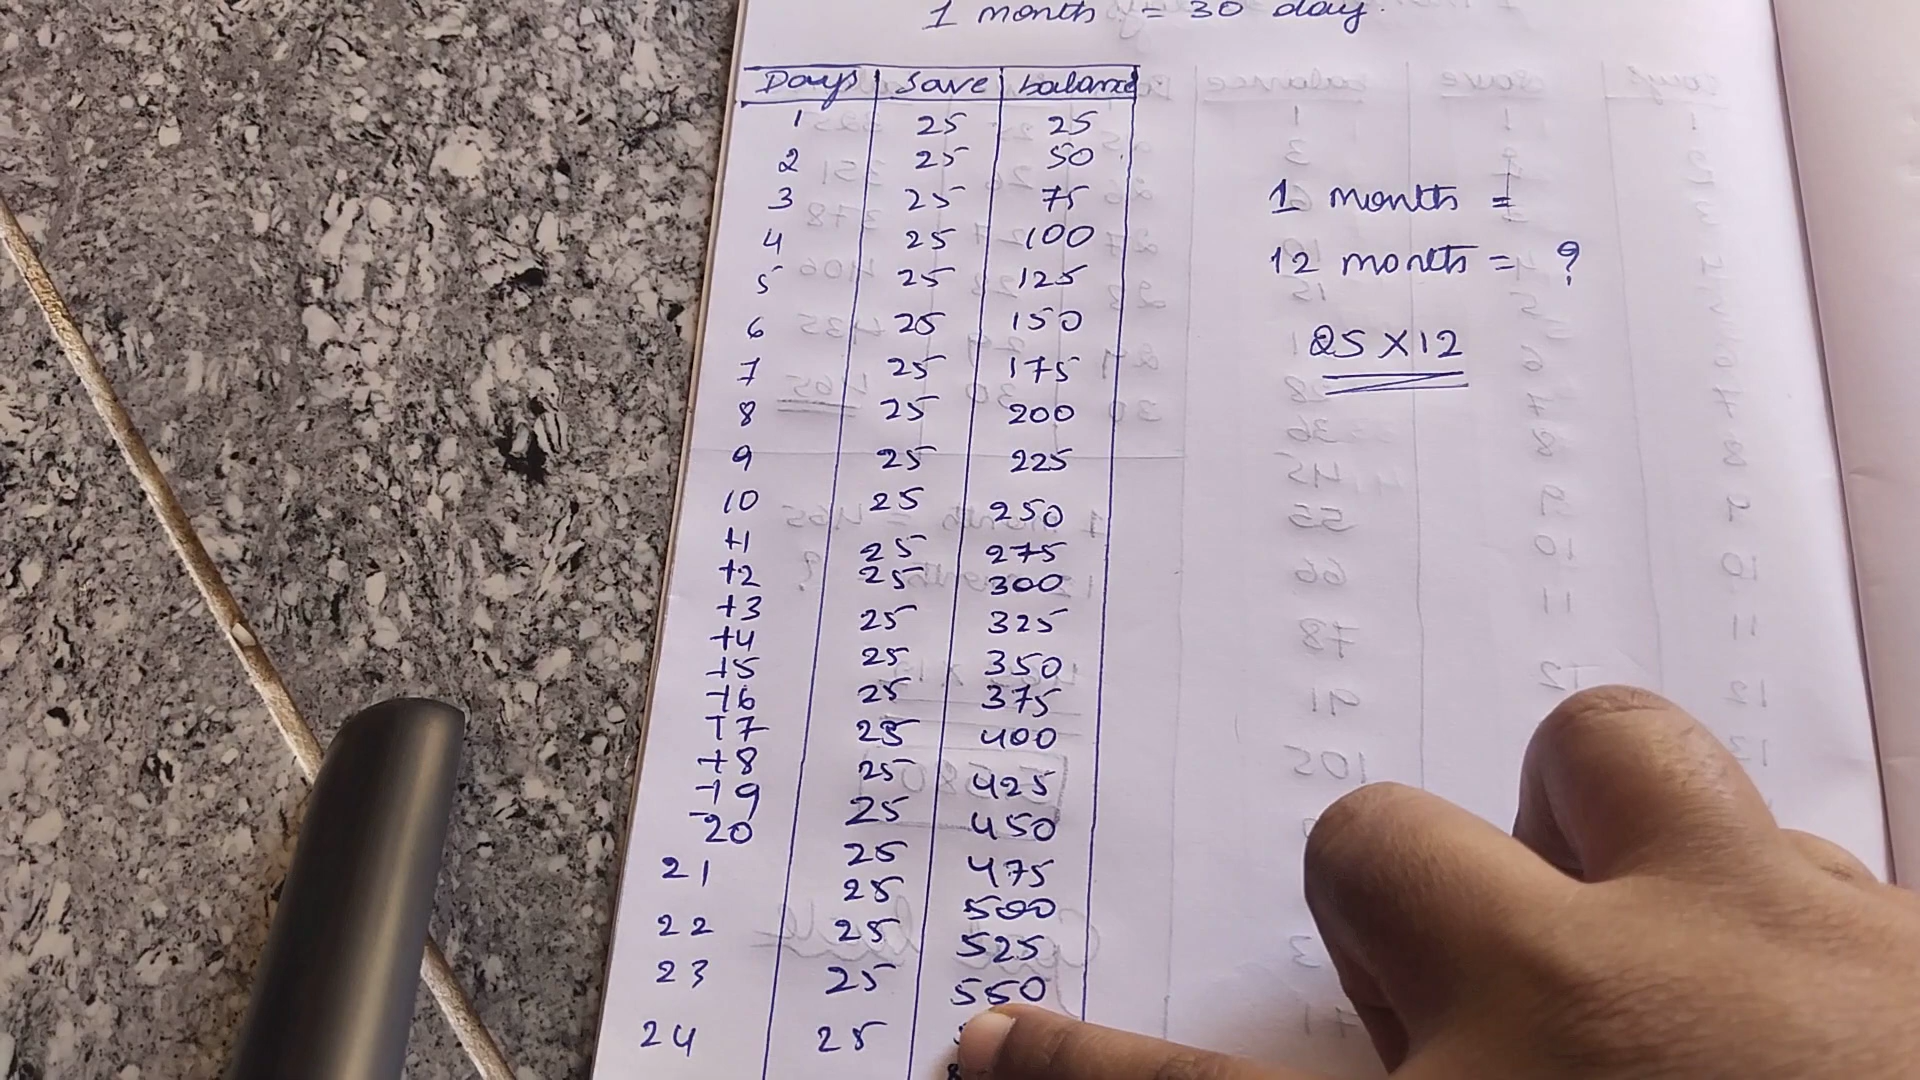 1 month = 30 day.
Days save balance
1 25 25
2 25 50
3 25 75
4 25 100
5 25 125
6 25 150
7 25 175
8 25 200
9 25 225
10 25 250
11 25 275
12 25 300
13 25 325
14 25 350
15 25 375
16 25 400
17 25 425
18 25 450
19 25 475
20 25 500
21 25 525
22 25 550
23 25
24 25
1 month =
12 month = ?
25 x 12